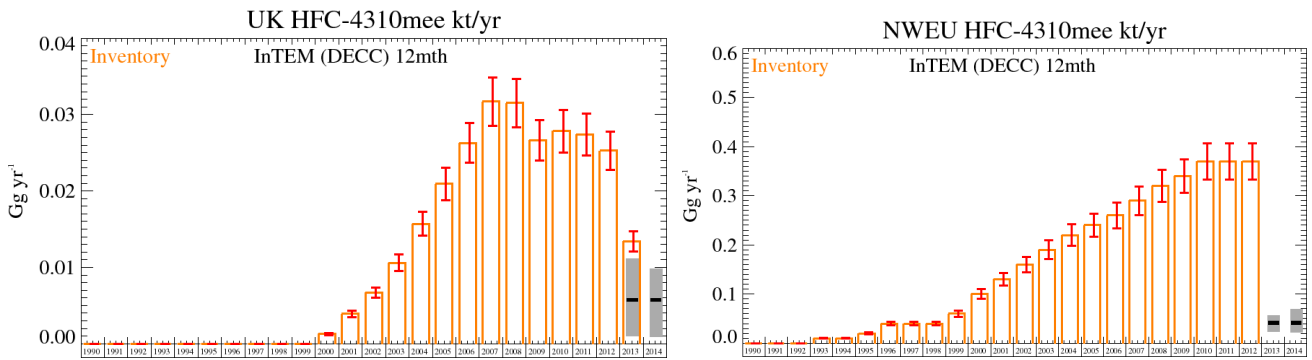 UK HFC-4310mee kt/yr
Inventory
InTEM (DECC) 12mth
Gg yr⁻¹
0.04
0.03
0.02
0.01
0.00
1990 1991 1992 1993 1994 1995 1996 1997 1998 1999 2000 2001 2002 2003 2004 2005 2006 2007 2008 2009 2010 2011 2012 2013 2014
NWEU HFC-4310mee kt/yr
Inventory
InTEM (DECC) 12mth
Gg yr⁻¹
0.6
0.5
0.4
0.3
0.2
0.1
0.0
1990 1991 1992 1993 1994 1995 1996 1997 1998 1999 2000 2001 2002 2003 2004 2005 2006 2007 2008 2009 2010 2011 2012 2013 2014